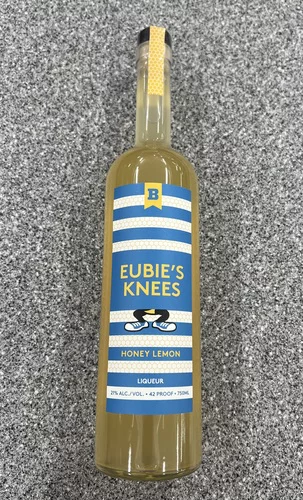 B
EUBIE'S
KNEES
HONEY LEMON
LIQUEUR
21% ALC./VOL. • 42 PROOF • 750ML